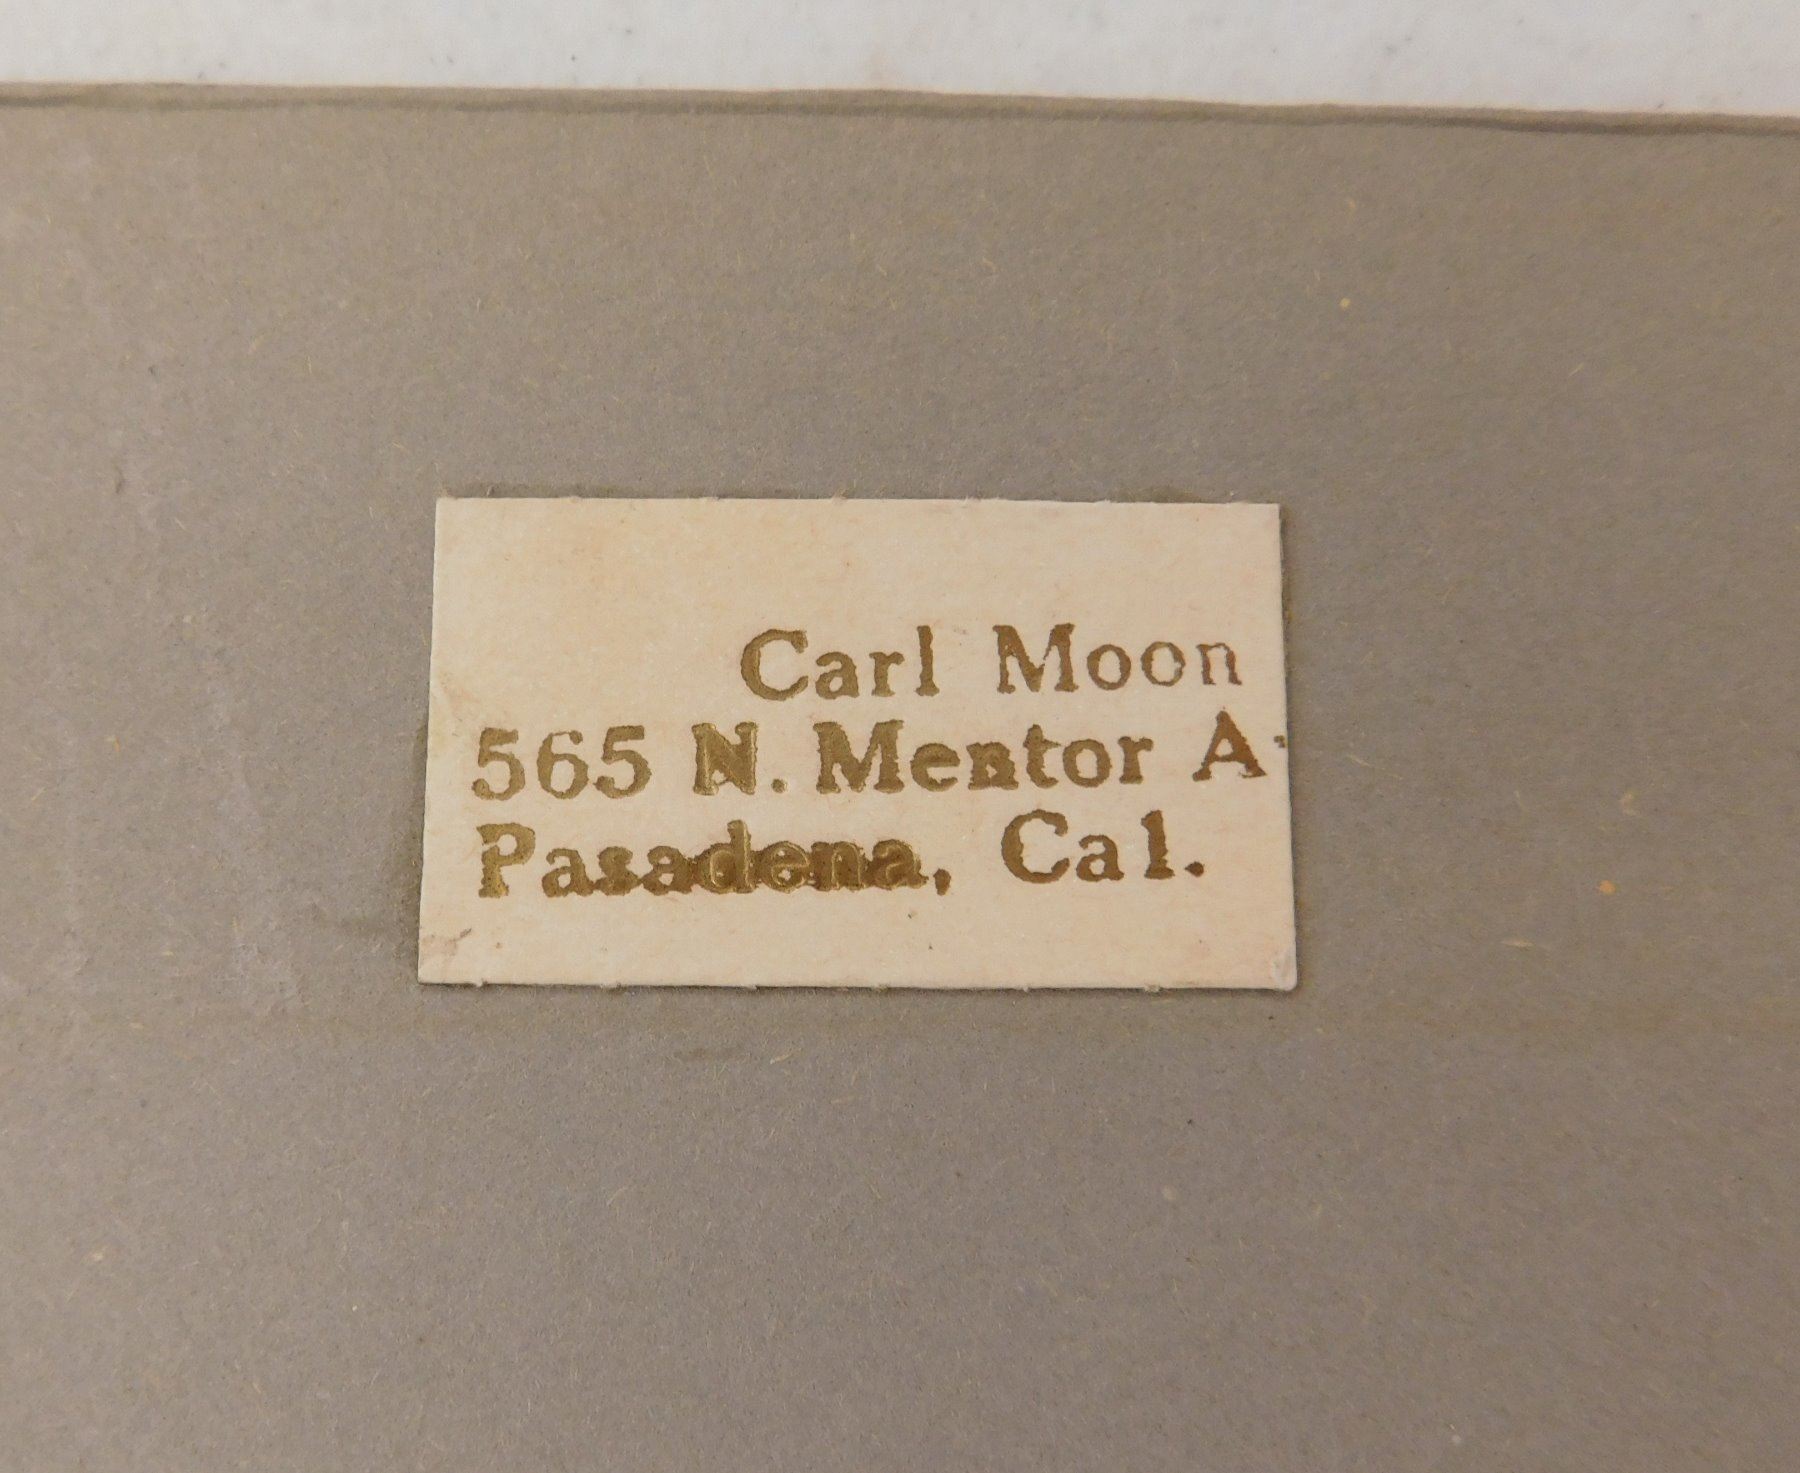 Carl Moon
565 N. Mentor A
Pasadena, Cal.